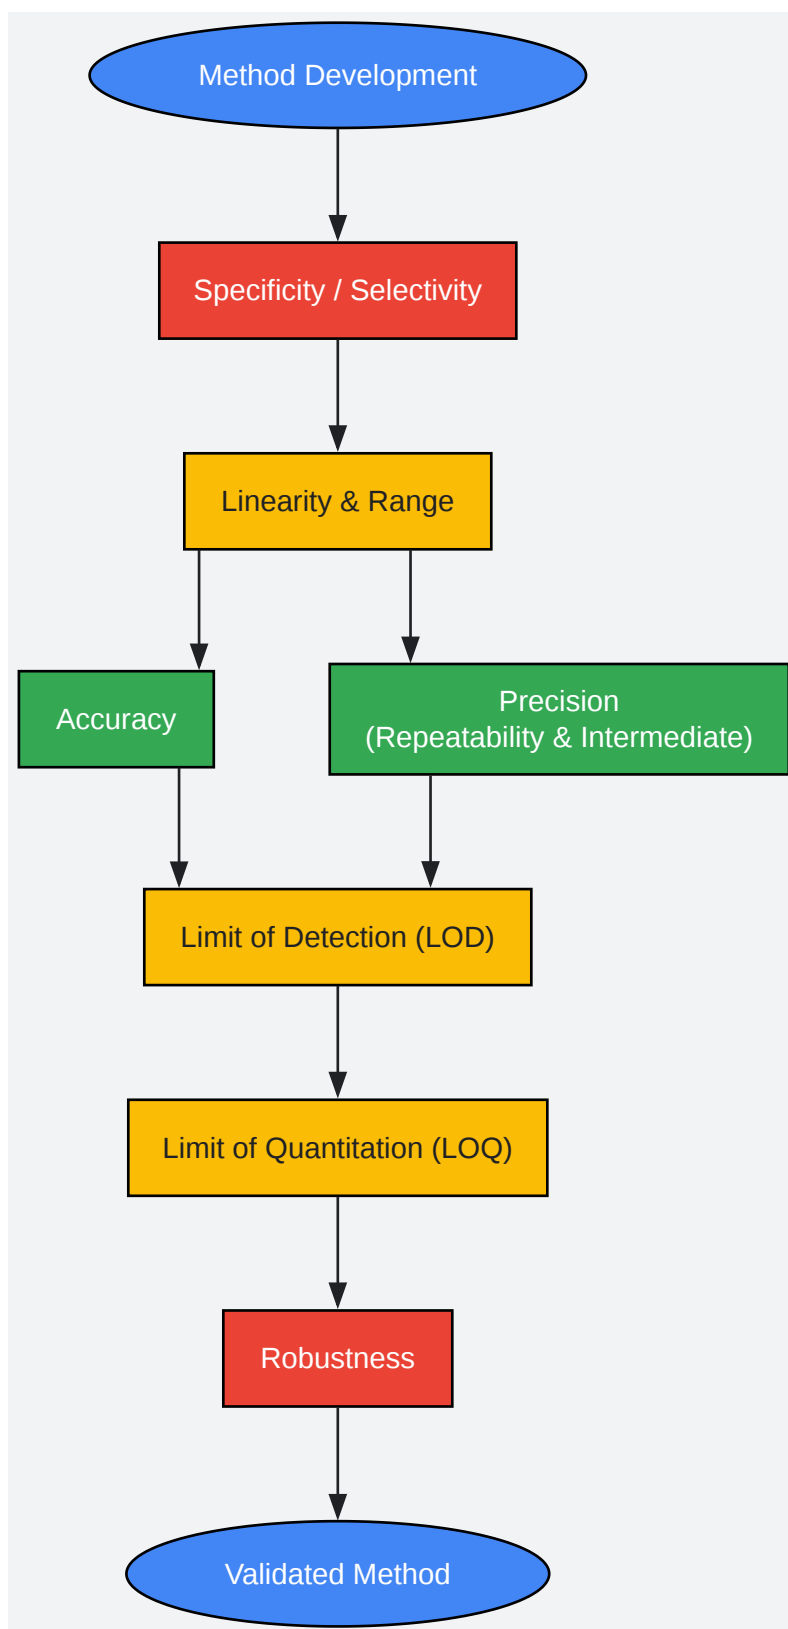 Method Development
Specificity / Selectivity
Linearity & Range
Accuracy
Precision
(Repeatability & Intermediate)
Limit of Detection (LOD)
Limit of Quantitation (LOQ)
Robustness
Validated Method